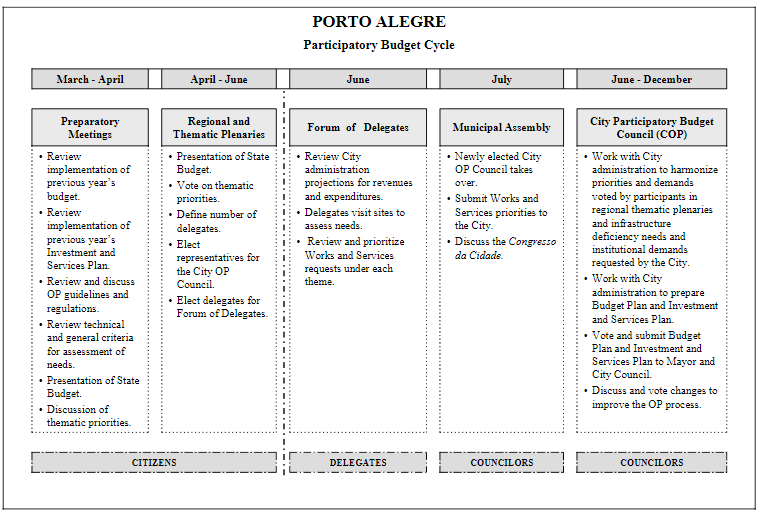 PORTO ALEGRE
Participatory Budget Cycle
March - April
April - June
June
July
June - December
Preparatory
Meetings
• Review
implementation of
previous year’s
budget.
• Review
implementation of
previous year’s
Investment and
Services Plan.
• Review and discuss
OP guidelines and
regulations.
• Review technical
and general criteria
for assessment of
needs.
• Presentation of State
Budget.
• Discussion of
thematic priorities.
Regional and
Thematic Plenaries
• Presentation of State
Budget.
• Vote on thematic
priorities.
• Define number of
delegates.
• Elect
representatives for
the City OP
Council.
• Elect delegates for
Forum of Delegates.
Forum of Delegates
• Review City
administration
projections for revenues
and expenditures.
• Delegates visit sites to
assess needs.
• Review and prioritize
Works and Services
requests under each
theme.
Municipal Assembly
• Newly elected City
OP Council takes
over.
• Submit Works and
Services priorities to
the City.
• Discuss the Congresso
da Cidade.
City Participatory Budget
Council (COP)
• Work with City
administration to harmonize
priorities and demands
voted by participants in
regional thematic plenaries
and infrastructure
deficiency needs and
institutional demands
requested by the City.
• Work with City
administration to prepare
Budget Plan and Investment
and Services Plan.
• Vote and submit Budget
Plan and Investment and
Services Plan to Mayor and
City Council.
• Discuss and vote changes to
improve the OP process.
CITIZENS
DELEGATES
COUNCILORS
COUNCILORS